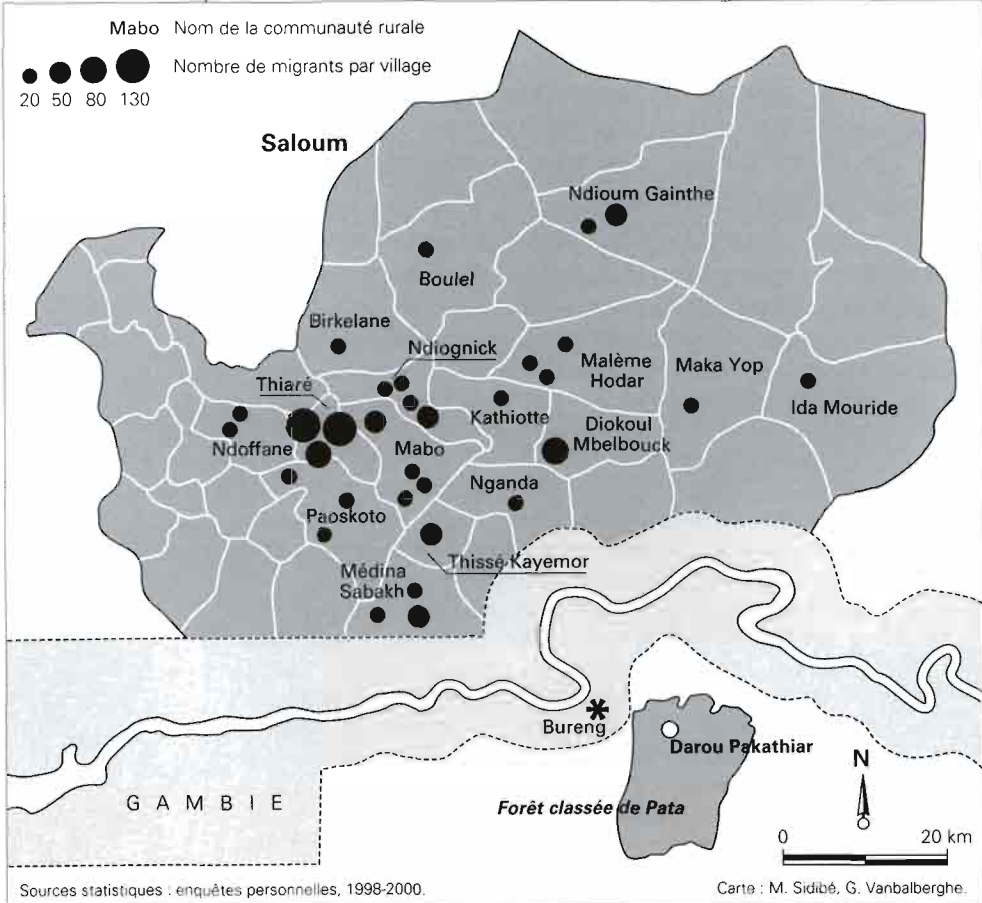 Mabo Nom de la communauté rurale
Nombre de migrants par village
20 50 80 130
Saloum
Ndioum Gainthe
Boulel
Birkelane
Ndiognick
Thiaré
Malème
Hodar
Maka Yop
Ida Mouride
Kathiotte
Diokoul
Mbelbouck
Ndoffane
Mabo
Nganda
Paoskoto
Thissé Kayemor
Médina
Sabakh
Bureng
Darou Pakathiar
N
GAMBIE
Forêt classée de Pata
0 20 km
Sources statistiques : enquêtes personnelles, 1998-2000.
Carte : M. Sidibé, G. Vanbalberghe.